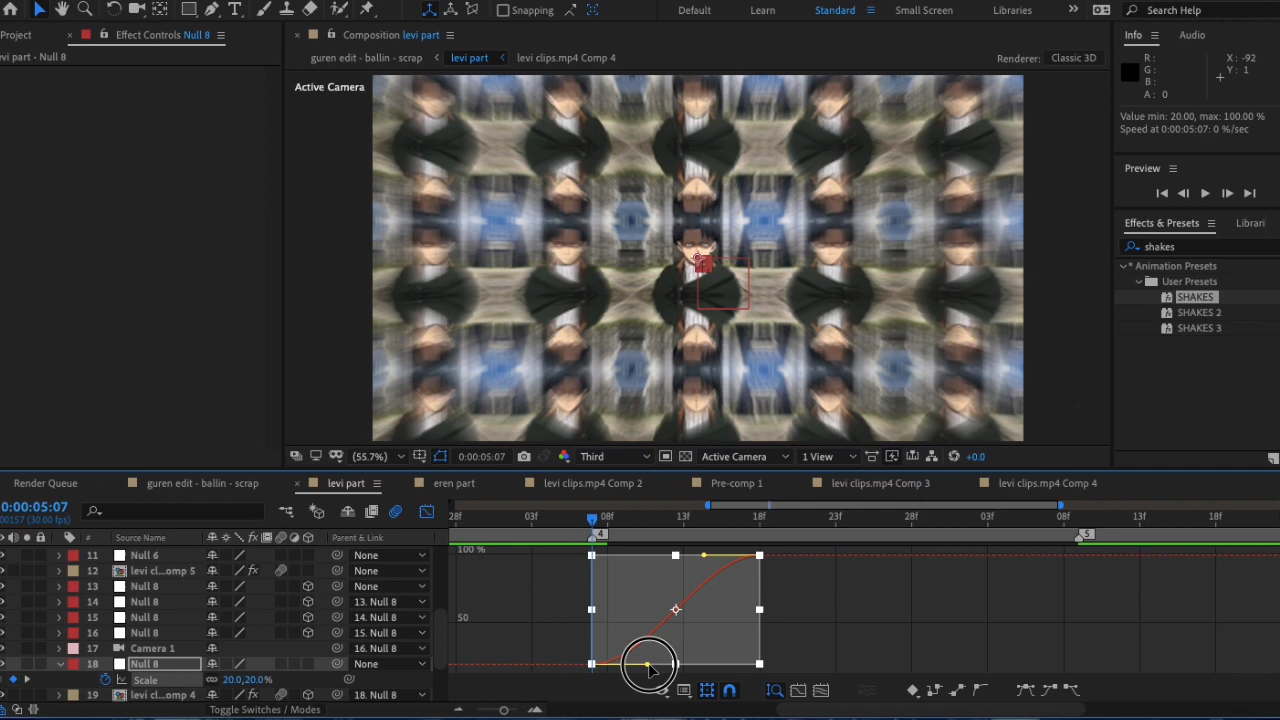 Snapping
Default
Learn
Standard
Small Screen
Libraries
Search Help
Project
Effect Controls Null 8
Composition levi part
Info
Audio
levi part - Null 8
guren edit - ballin - scrap
levi part
levi clips.mp4 Comp 4
Renderer:
Classic 3D
Active Camera
R :
G :
B :
A : 0
X : -92
Y : 1
Value min: 20.00, max: 100.00 %
Speed at 0:00:05:07: 0 %/sec
Preview
Effects & Presets
Librari
shakes
* Animation Presets
User Presets
SHAKES
SHAKES 2
SHAKES 3
(55.7%)
0:00:05:07
Third
Active Camera
1 View
+0.0
Render Queue
guren edit - ballin - scrap
levi part
eren part
levi clips.mp4 Comp 2
Pre-comp 1
levi clips.mp4 Comp 3
levi clips.mp4 Comp 4
0:00:05:07
00157 (30.00 fps)
28f
03f
08f
13f
18f
23f
28f
03f
08f
13f
18f
#
Source Name
fx
Parent & Link
4
5
100 %
50
11
Null 6
None
12
levi cl...omp 5
fx
None
13
Null 8
None
14
Null 8
13. Null 8
15
Null 8
14. Null 8
16
Null 8
15. Null 8
17
Camera 1
16. Null 8
18
Null 8
None
Scale
20.0,20.0%
19
levi cl...omp 4
18. Null 8
Toggle Switches / Modes